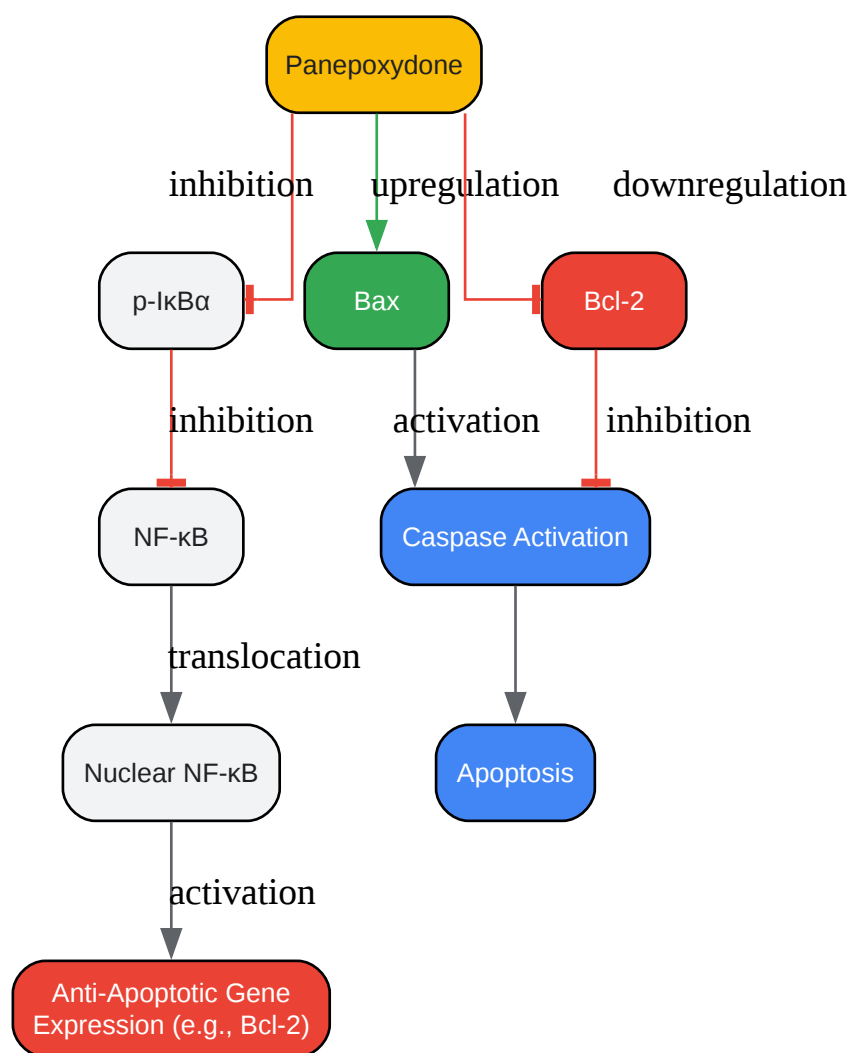 Panepoxydone
inhibition
upregulation
downregulation
p-IκBα
Bax
Bcl-2
inhibition
activation
inhibition
NF-κB
Caspase Activation
translocation
Nuclear NF-κB
Apoptosis
activation
Anti-Apoptotic Gene
Expression (e.g., Bcl-2)